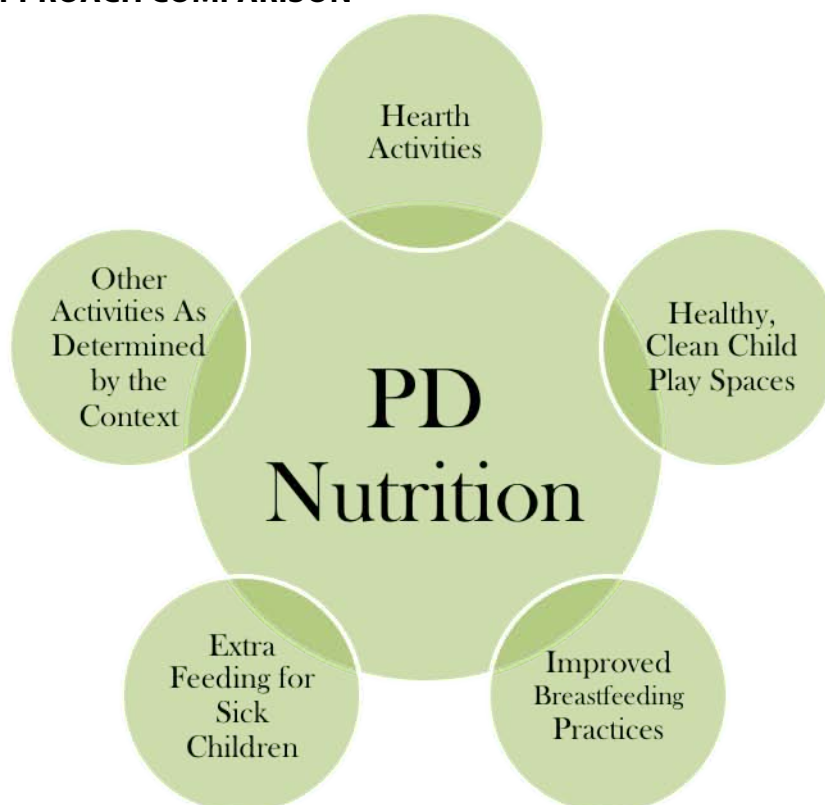 COMPARISON
Hearth
Activities
Other
Activities As
Determined
by the
Context
Healthy,
Clean Child
Play Spaces
PD
Nutrition
Extra
Feeding for
Sick
Children
Improved
Breastfeeding
Practices